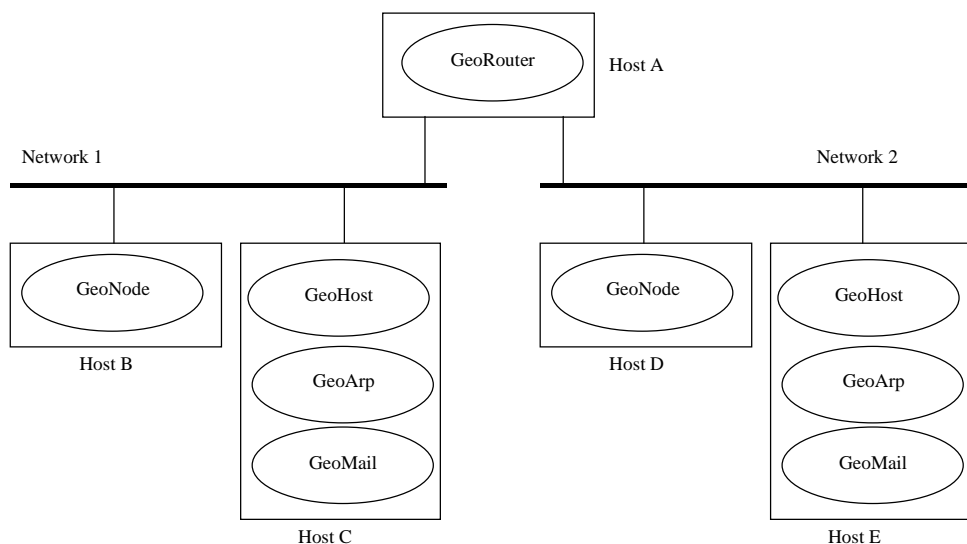 GeoRouter
Host A
Network 1
Network 2
GeoNode
GeoHost
GeoNode
GeoHost
Host B
Host D
GeoArp
GeoArp
GeoMail
GeoMail
Host C
Host E